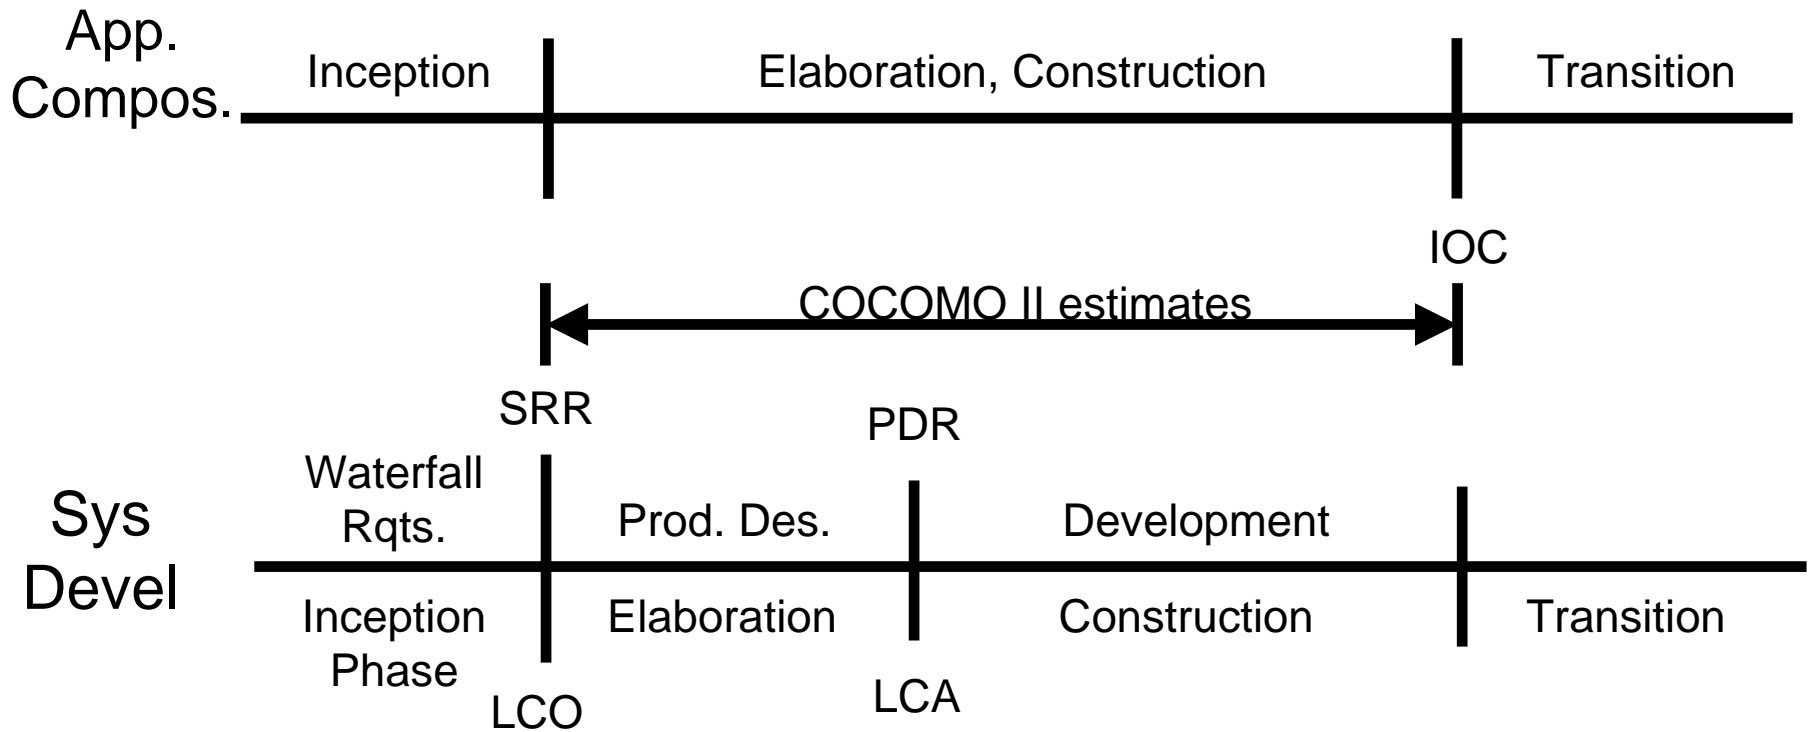 App.
Compos.
Inception
Elaboration, Construction
Transition
IOC
COCOMO II estimates
SRR
PDR
Sys
Devel
Waterfall
Rqts.
Prod. Des.
Development
Inception
Phase
Elaboration
Construction
Transition
LCO
LCA